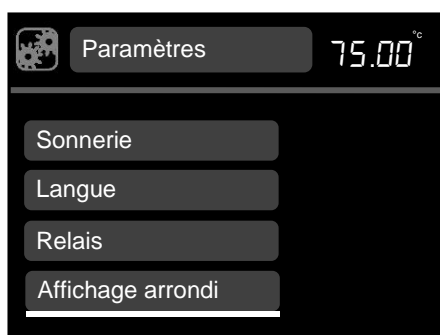 Paramètres 75.00°c
Sonnerie
Langue
Relais
Affichage arrondi